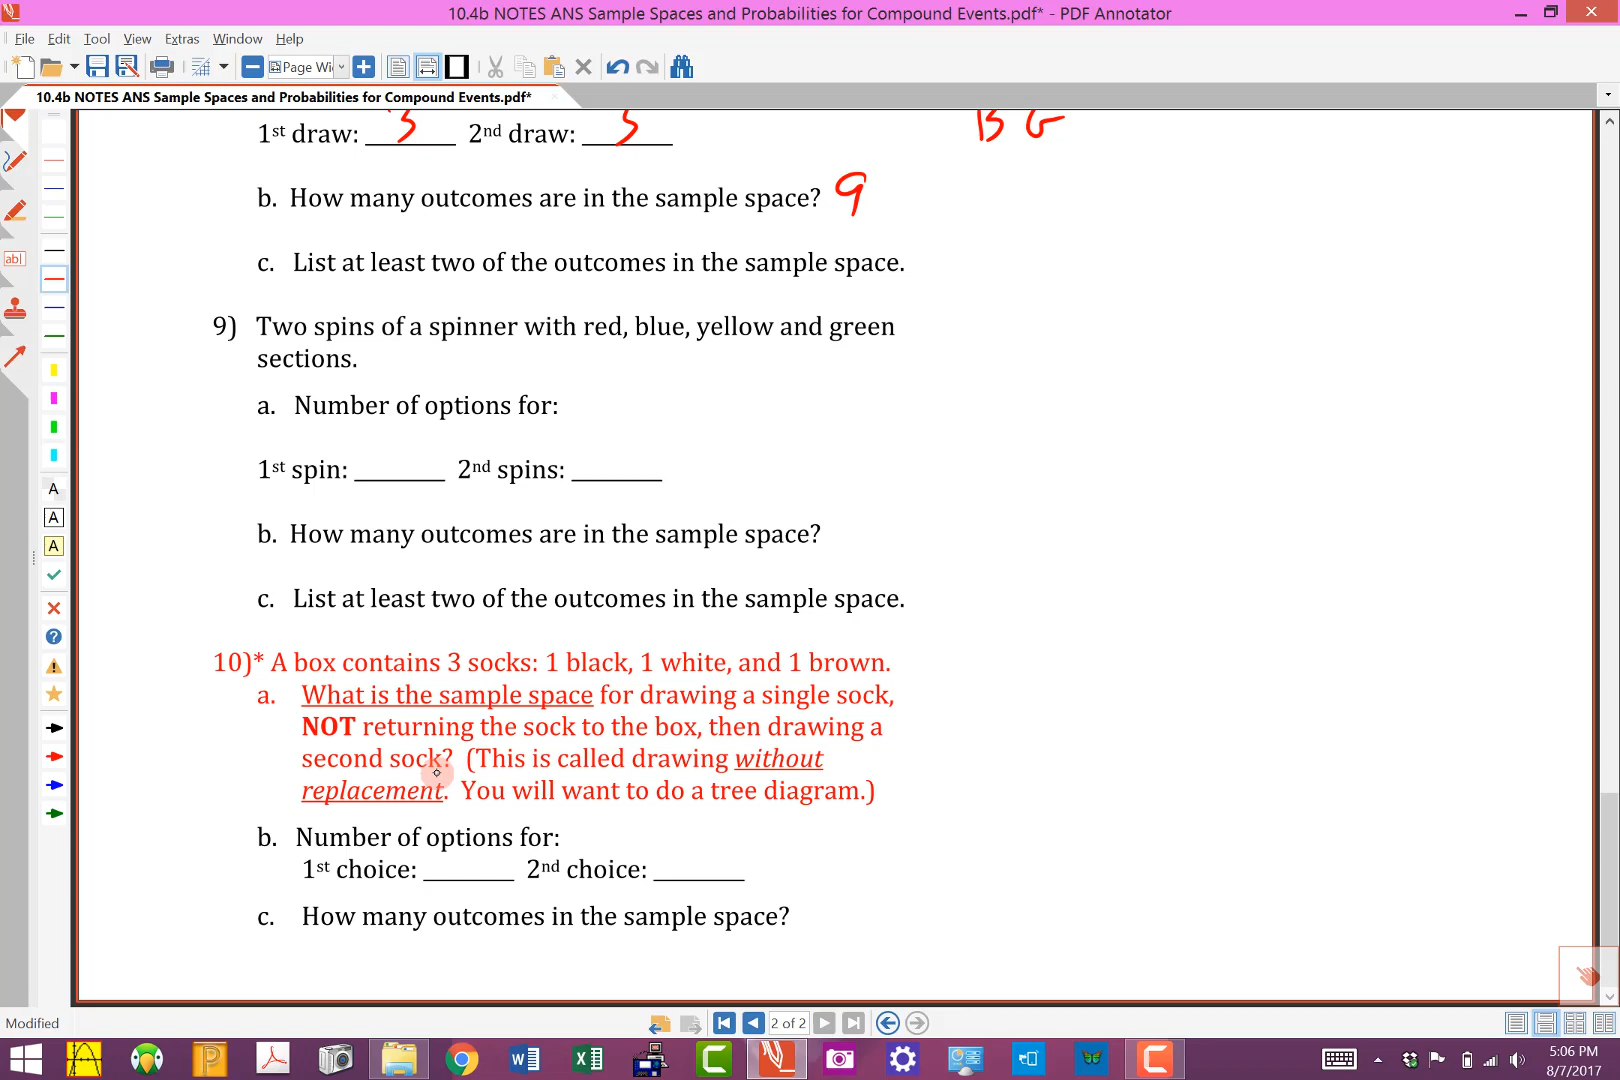 10.4b NOTES ANS Sample Spaces and Probabilities for Compound Events.pdf* - PDF Annotator
File Edit Tool View Extras Window Help
Page Wi
10.4b NOTES ANS Sample Spaces and Probabilities for Compound Events.pdf*
1st draw: ______ 2nd draw: ______
B G
b. How many outcomes are in the sample space? 9
c. List at least two of the outcomes in the sample space.
9) Two spins of a spinner with red, blue, yellow and green
sections.
a. Number of options for:
1st spin: ______ 2nd spins: ______
b. How many outcomes are in the sample space?
c. List at least two of the outcomes in the sample space.
10)* A box contains 3 socks: 1 black, 1 white, and 1 brown.
a. What is the sample space for drawing a single sock,
NOT returning the sock to the box, then drawing a
second sock? (This is called drawing without
replacement. You will want to do a tree diagram.)
b. Number of options for:
1st choice: ______ 2nd choice: ______
c. How many outcomes in the sample space?
Modified
2 of 2
5:06 PM
8/7/2017